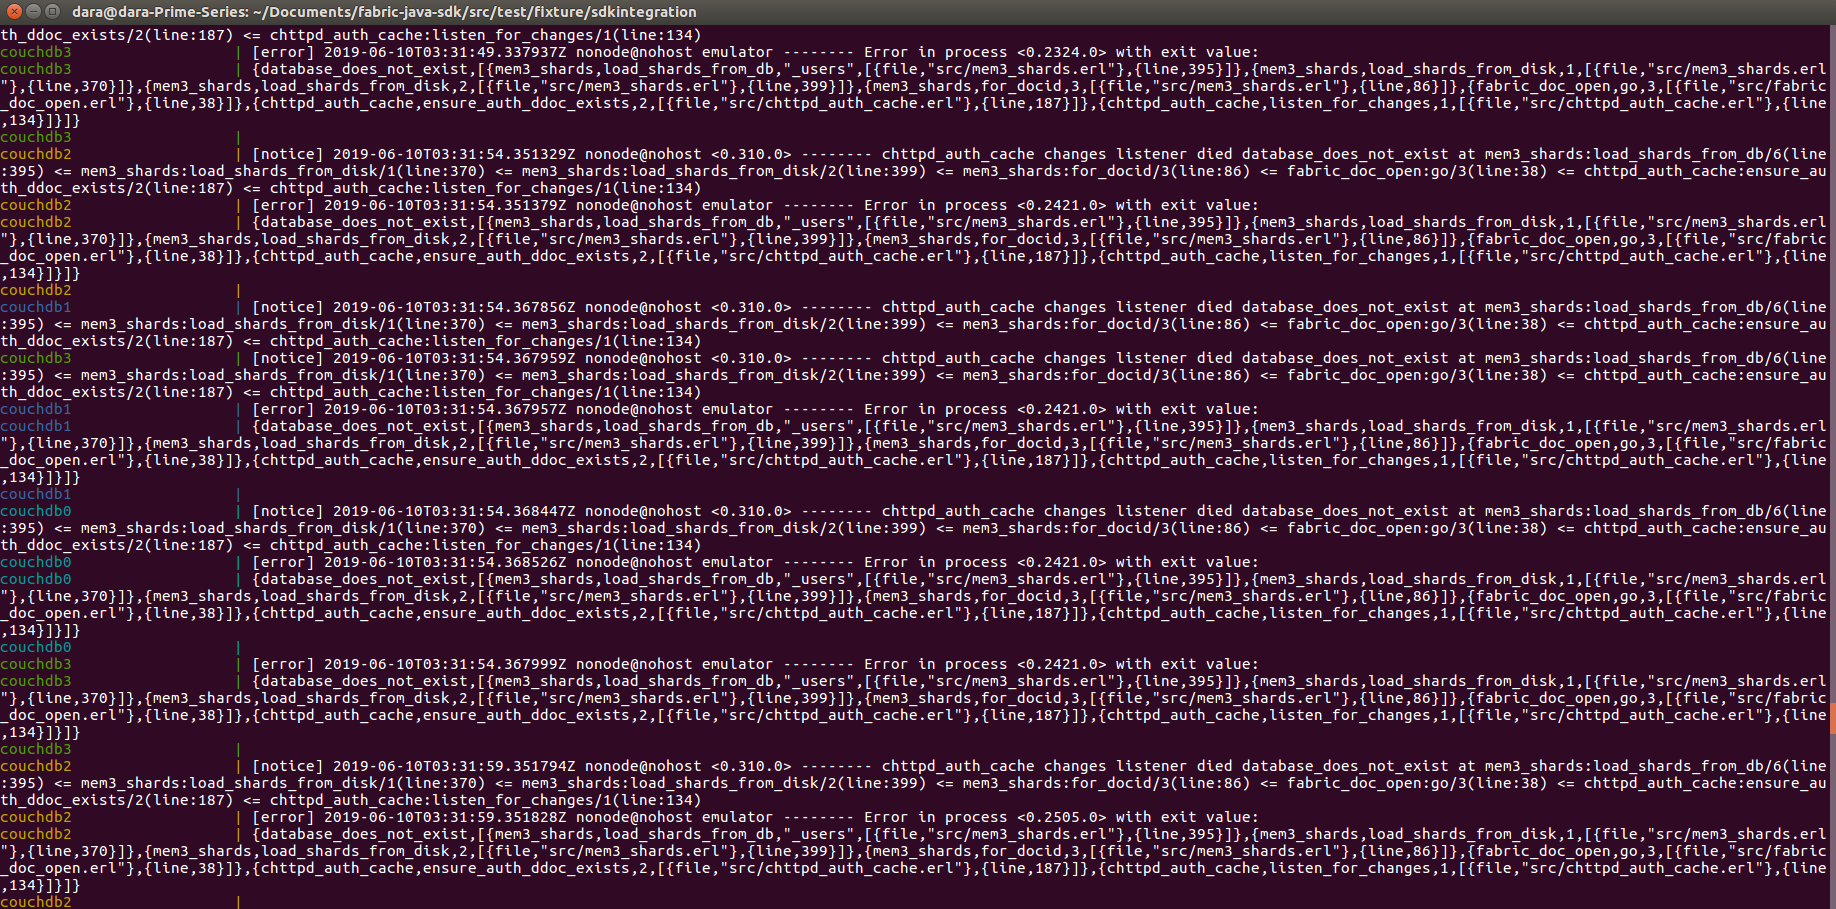 dara@dara-Prime-Series: ~/Documents/fabric-java-sdk/src/test/fixture/sdkintegration
th_ddoc_exists/2(line:187) <= chttpd_auth_cache:listen_for_changes/1(line:134)
couchdb3 | [error] 2019-06-10T03:31:49.337937Z nonode@nohost emulator -------- Error in process <0.2324.0> with exit value:
couchdb3 | {database_does_not_exist,[{mem3_shards,load_shards_from_db,"_users",[{file,"src/mem3_shards.erl"},{line,395}]},{mem3_shards,load_shards_from_disk,1,[{file,"src/mem3_shards.erl
"},{line,370}]},{mem3_shards,load_shards_from_disk,2,[{file,"src/mem3_shards.erl"},{line,399}]},{mem3_shards,for_docid,3,[{file,"src/mem3_shards.erl"},{line,86}]},{fabric_doc_open,go,3,[{file,"src/fabric
_doc_open.erl"},{line,38}]},{chttpd_auth_cache,ensure_auth_ddoc_exists,2,[{file,"src/chttpd_auth_cache.erl"},{line,187}]},{chttpd_auth_cache,listen_for_changes,1,[{file,"src/chttpd_auth_cache.erl"},{line
,134}]}]}
couchdb3 |
couchdb2 | [notice] 2019-06-10T03:31:54.351329Z nonode@nohost <0.310.0> -------- chttpd_auth_cache changes listener died database_does_not_exist at mem3_shards:load_shards_from_db/6(line
:395) <= mem3_shards:load_shards_from_disk/1(line:370) <= mem3_shards:load_shards_from_disk/2(line:399) <= mem3_shards:for_docid/3(line:86) <= fabric_doc_open:go/3(line:38) <= chttpd_auth_cache:ensure_au
th_ddoc_exists/2(line:187) <= chttpd_auth_cache:listen_for_changes/1(line:134)
couchdb2 | [error] 2019-06-10T03:31:54.351379Z nonode@nohost emulator -------- Error in process <0.2421.0> with exit value:
couchdb2 | {database_does_not_exist,[{mem3_shards,load_shards_from_db,"_users",[{file,"src/mem3_shards.erl"},{line,395}]},{mem3_shards,load_shards_from_disk,1,[{file,"src/mem3_shards.erl
"},{line,370}]},{mem3_shards,load_shards_from_disk,2,[{file,"src/mem3_shards.erl"},{line,399}]},{mem3_shards,for_docid,3,[{file,"src/mem3_shards.erl"},{line,86}]},{fabric_doc_open,go,3,[{file,"src/fabric
_doc_open.erl"},{line,38}]},{chttpd_auth_cache,ensure_auth_ddoc_exists,2,[{file,"src/chttpd_auth_cache.erl"},{line,187}]},{chttpd_auth_cache,listen_for_changes,1,[{file,"src/chttpd_auth_cache.erl"},{line
,134}]}]}
couchdb2 |
couchdb1 | [notice] 2019-06-10T03:31:54.367856Z nonode@nohost <0.310.0> -------- chttpd_auth_cache changes listener died database_does_not_exist at mem3_shards:load_shards_from_db/6(line
:395) <= mem3_shards:load_shards_from_disk/1(line:370) <= mem3_shards:load_shards_from_disk/2(line:399) <= mem3_shards:for_docid/3(line:86) <= fabric_doc_open:go/3(line:38) <= chttpd_auth_cache:ensure_au
th_ddoc_exists/2(line:187) <= chttpd_auth_cache:listen_for_changes/1(line:134)
couchdb3 | [notice] 2019-06-10T03:31:54.367959Z nonode@nohost <0.310.0> -------- chttpd_auth_cache changes listener died database_does_not_exist at mem3_shards:load_shards_from_db/6(line
:395) <= mem3_shards:load_shards_from_disk/1(line:370) <= mem3_shards:load_shards_from_disk/2(line:399) <= mem3_shards:for_docid/3(line:86) <= fabric_doc_open:go/3(line:38) <= chttpd_auth_cache:ensure_au
th_ddoc_exists/2(line:187) <= chttpd_auth_cache:listen_for_changes/1(line:134)
couchdb1 | [error] 2019-06-10T03:31:54.367957Z nonode@nohost emulator -------- Error in process <0.2421.0> with exit value:
couchdb1 | {database_does_not_exist,[{mem3_shards,load_shards_from_db,"_users",[{file,"src/mem3_shards.erl"},{line,395}]},{mem3_shards,load_shards_from_disk,1,[{file,"src/mem3_shards.erl
"},{line,370}]},{mem3_shards,load_shards_from_disk,2,[{file,"src/mem3_shards.erl"},{line,399}]},{mem3_shards,for_docid,3,[{file,"src/mem3_shards.erl"},{line,86}]},{fabric_doc_open,go,3,[{file,"src/fabric
_doc_open.erl"},{line,38}]},{chttpd_auth_cache,ensure_auth_ddoc_exists,2,[{file,"src/chttpd_auth_cache.erl"},{line,187}]},{chttpd_auth_cache,listen_for_changes,1,[{file,"src/chttpd_auth_cache.erl"},{line
,134}]}]}
couchdb1 |
couchdb0 | [notice] 2019-06-10T03:31:54.368447Z nonode@nohost <0.310.0> -------- chttpd_auth_cache changes listener died database_does_not_exist at mem3_shards:load_shards_from_db/6(line
:395) <= mem3_shards:load_shards_from_disk/1(line:370) <= mem3_shards:load_shards_from_disk/2(line:399) <= mem3_shards:for_docid/3(line:86) <= fabric_doc_open:go/3(line:38) <= chttpd_auth_cache:ensure_au
th_ddoc_exists/2(line:187) <= chttpd_auth_cache:listen_for_changes/1(line:134)
couchdb0 | [error] 2019-06-10T03:31:54.368526Z nonode@nohost emulator -------- Error in process <0.2421.0> with exit value:
couchdb0 | {database_does_not_exist,[{mem3_shards,load_shards_from_db,"_users",[{file,"src/mem3_shards.erl"},{line,395}]},{mem3_shards,load_shards_from_disk,1,[{file,"src/mem3_shards.erl
"},{line,370}]},{mem3_shards,load_shards_from_disk,2,[{file,"src/mem3_shards.erl"},{line,399}]},{mem3_shards,for_docid,3,[{file,"src/mem3_shards.erl"},{line,86}]},{fabric_doc_open,go,3,[{file,"src/fabric
_doc_open.erl"},{line,38}]},{chttpd_auth_cache,ensure_auth_ddoc_exists,2,[{file,"src/chttpd_auth_cache.erl"},{line,187}]},{chttpd_auth_cache,listen_for_changes,1,[{file,"src/chttpd_auth_cache.erl"},{line
,134}]}]}
couchdb0 |
couchdb3 | [error] 2019-06-10T03:31:54.367999Z nonode@nohost emulator -------- Error in process <0.2421.0> with exit value:
couchdb3 | {database_does_not_exist,[{mem3_shards,load_shards_from_db,"_users",[{file,"src/mem3_shards.erl"},{line,395}]},{mem3_shards,load_shards_from_disk,1,[{file,"src/mem3_shards.erl
"},{line,370}]},{mem3_shards,load_shards_from_disk,2,[{file,"src/mem3_shards.erl"},{line,399}]},{mem3_shards,for_docid,3,[{file,"src/mem3_shards.erl"},{line,86}]},{fabric_doc_open,go,3,[{file,"src/fabric
_doc_open.erl"},{line,38}]},{chttpd_auth_cache,ensure_auth_ddoc_exists,2,[{file,"src/chttpd_auth_cache.erl"},{line,187}]},{chttpd_auth_cache,listen_for_changes,1,[{file,"src/chttpd_auth_cache.erl"},{line
,134}]}]}
couchdb3 |
couchdb2 | [notice] 2019-06-10T03:31:59.351794Z nonode@nohost <0.310.0> -------- chttpd_auth_cache changes listener died database_does_not_exist at mem3_shards:load_shards_from_db/6(line
:395) <= mem3_shards:load_shards_from_disk/1(line:370) <= mem3_shards:load_shards_from_disk/2(line:399) <= mem3_shards:for_docid/3(line:86) <= fabric_doc_open:go/3(line:38) <= chttpd_auth_cache:ensure_au
th_ddoc_exists/2(line:187) <= chttpd_auth_cache:listen_for_changes/1(line:134)
couchdb2 | [error] 2019-06-10T03:31:59.351828Z nonode@nohost emulator -------- Error in process <0.2505.0> with exit value:
couchdb2 | {database_does_not_exist,[{mem3_shards,load_shards_from_db,"_users",[{file,"src/mem3_shards.erl"},{line,395}]},{mem3_shards,load_shards_from_disk,1,[{file,"src/mem3_shards.erl
"},{line,370}]},{mem3_shards,load_shards_from_disk,2,[{file,"src/mem3_shards.erl"},{line,399}]},{mem3_shards,for_docid,3,[{file,"src/mem3_shards.erl"},{line,86}]},{fabric_doc_open,go,3,[{file,"src/fabric
_doc_open.erl"},{line,38}]},{chttpd_auth_cache,ensure_auth_ddoc_exists,2,[{file,"src/chttpd_auth_cache.erl"},{line,187}]},{chttpd_auth_cache,listen_for_changes,1,[{file,"src/chttpd_auth_cache.erl"},{line
,134}]}]}
couchdb2 |